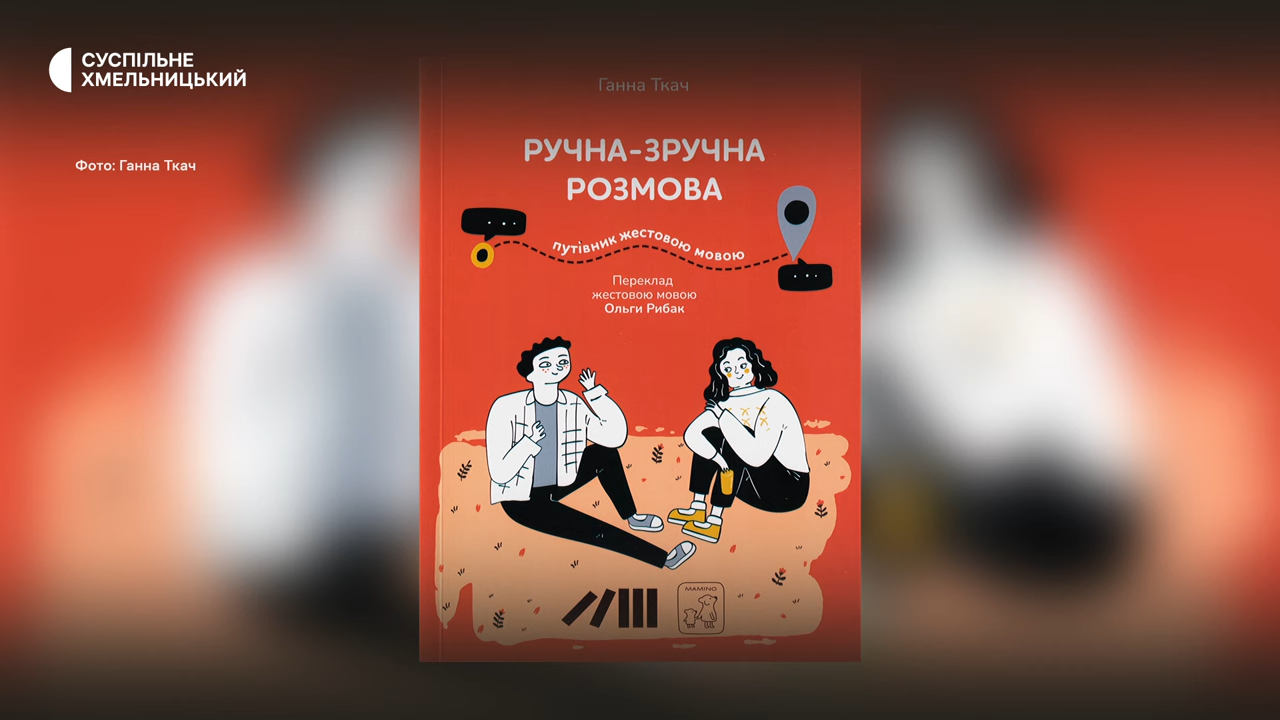 СУСПІЛЬНЕ
ХМЕЛЬНИЦЬКИЙ
Фото: Ганна Ткач
Ганна Ткач
РУЧНА-ЗРУЧНА
РОЗМОВА
путівник жестовою мовою
Переклад
жестовою мовою
Ольги Рибак
MAMINO